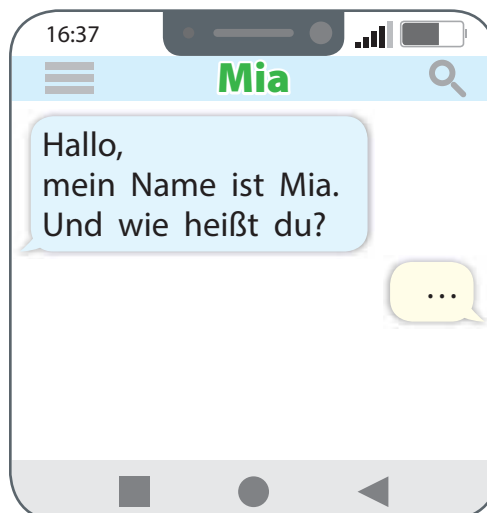 16:37
Mia
Hallo,
mein Name ist Mia.
Und wie heißt du?
...